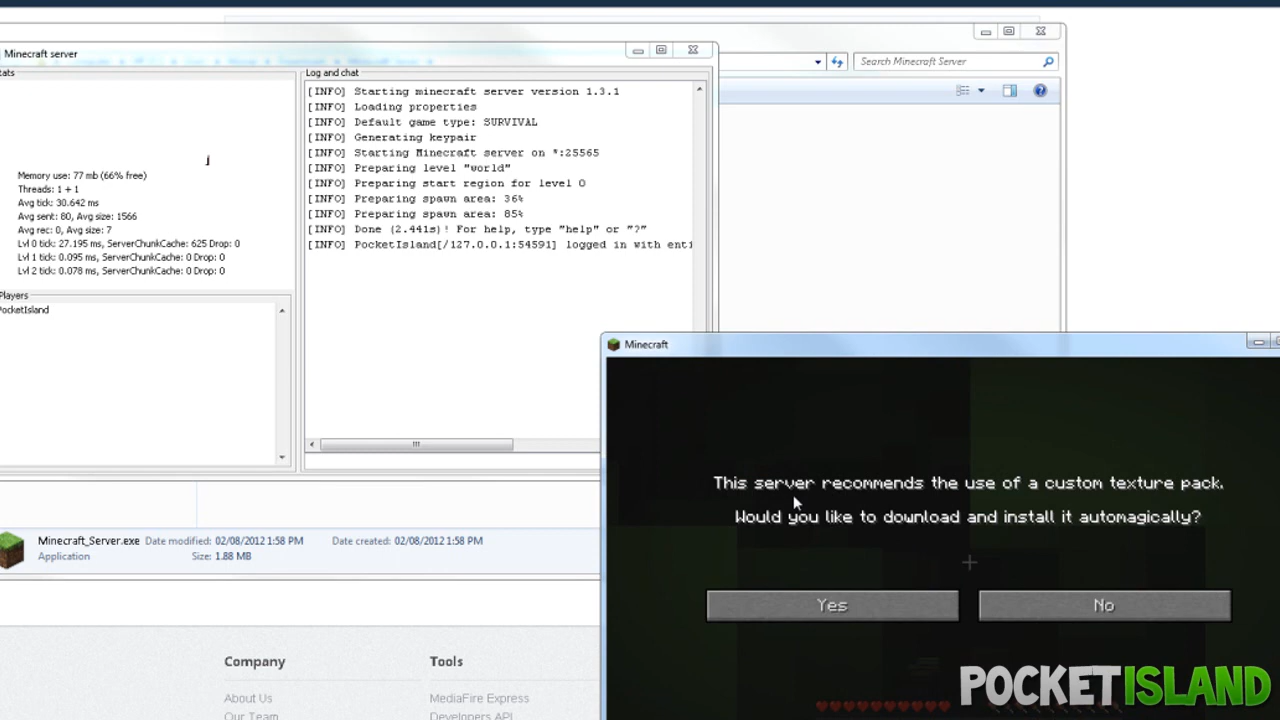 Minecraft server
tats
Memory use: 77 mb (66% free)
Threads: 1 + 1
Avg tick: 30.642 ms
Avg sent: 80, Avg size: 1566
Avg rec: 0, Avg size: 7
Lvl 0 tick: 27.195 ms, ServerChunkCache: 625 Drop: 0
Lvl 1 tick: 0.095 ms, ServerChunkCache: 0 Drop: 0
Lvl 2 tick: 0.078 ms, ServerChunkCache: 0 Drop: 0
Players
PocketIsland
Log and chat
[INFO] Starting minecraft server version 1.3.1
[INFO] Loading properties
[INFO] Default game type: SURVIVAL
[INFO] Generating keypair
[INFO] Starting Minecraft server on *:25565
[INFO] Preparing level "world"
[INFO] Preparing start region for level 0
[INFO] Preparing spawn area: 36%
[INFO] Preparing spawn area: 85%
[INFO] Done (2.441s)! For help, type "help" or "?"
[INFO] PocketIsland[/127.0.0.1:54591] logged in with enti
Search Minecraft Server
Minecraft
This server recommends the use of a custom texture pack.
Would you like to download and install it automagically?
Yes
No
Minecraft_Server.exe Date modified: 02/08/2012 1:58 PM Date created: 02/08/2012 1:58 PM
Application Size: 1.88 MB
Company
About Us
Our Team
Tools
MediaFire Express
Developers API
POCKETISLAND